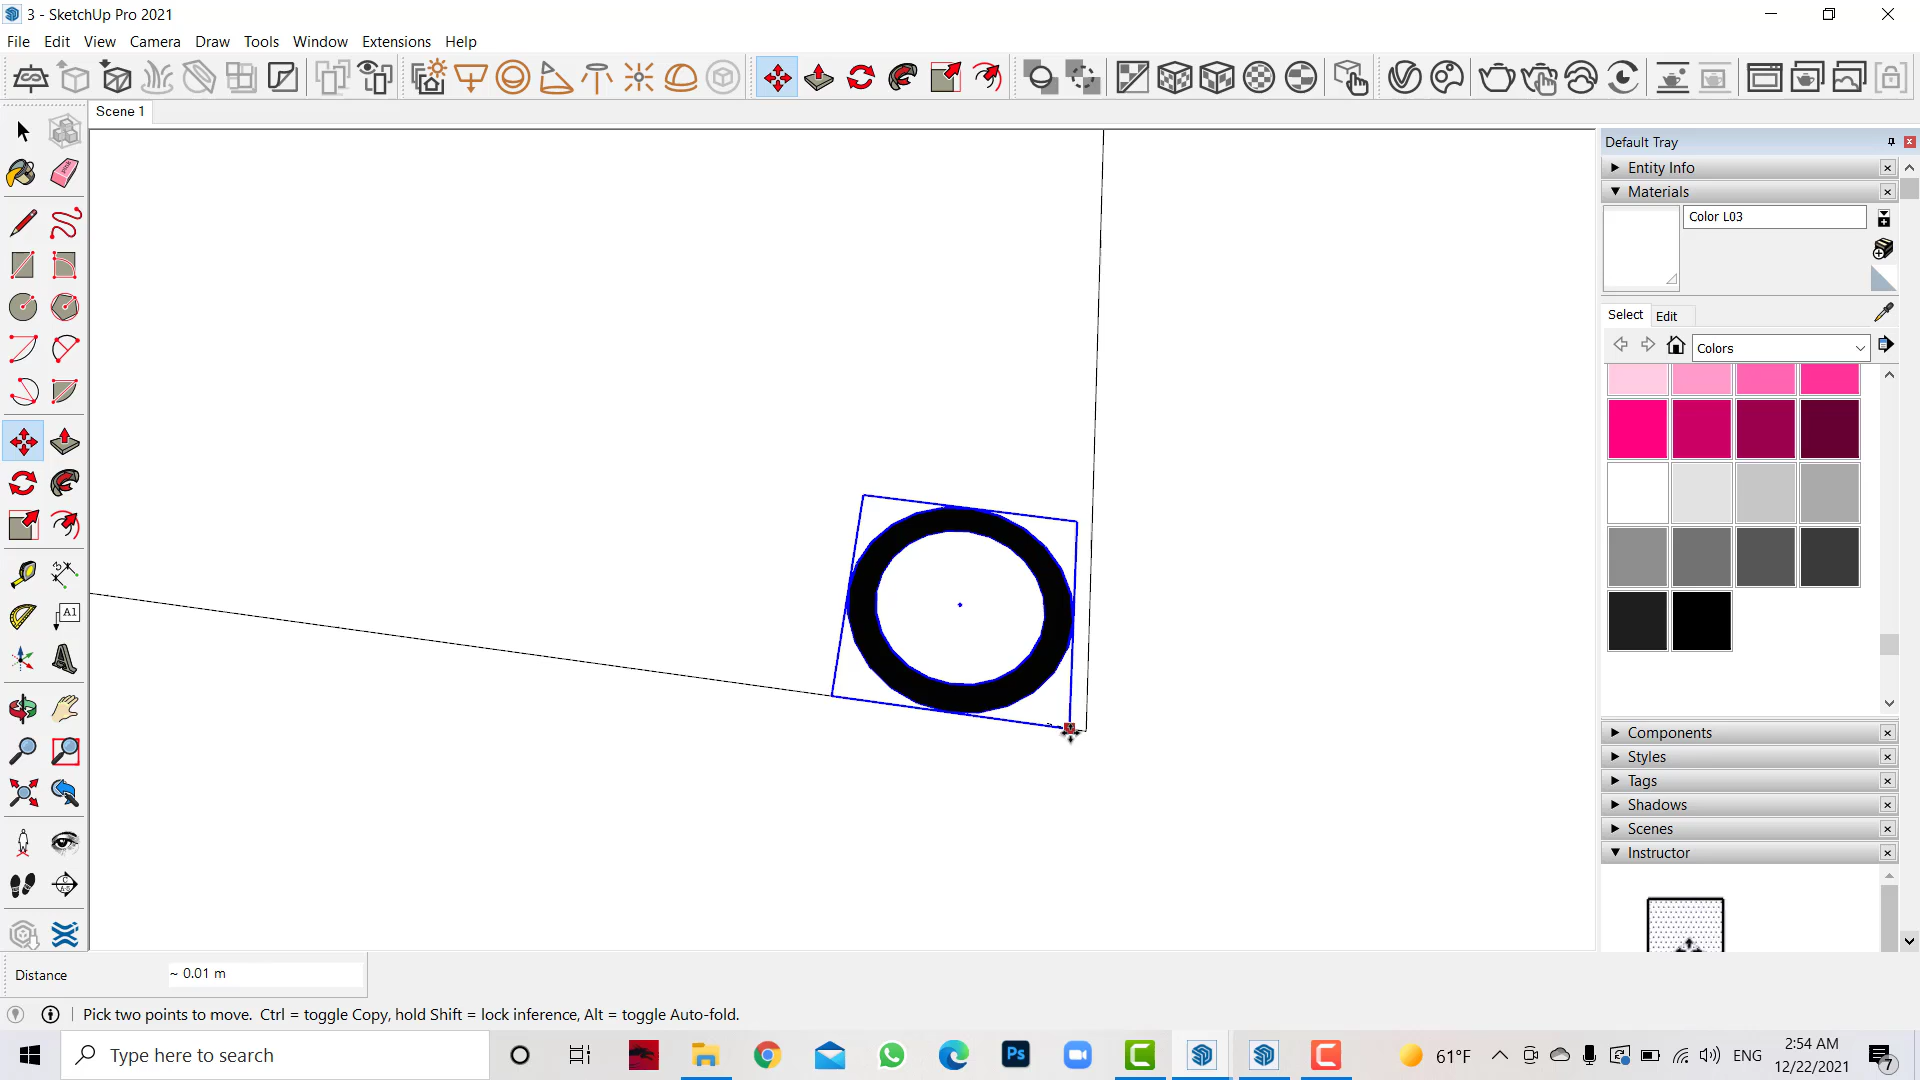 3 - SketchUp Pro 2021
File Edit View Camera Draw Tools Window Extensions Help
Scene 1
Default Tray
Entity Info
Materials
Color L03
Select Edit
Colors
A1
Components
Styles
Tags
Shadows
Scenes
Instructor
Distance ~ 0.01 m
Pick two points to move. Ctrl = toggle Copy, hold Shift = lock inference, Alt = toggle Auto-fold.
Type here to search
Ps
61°F
ENG
2:54 AM
12/22/2021
7